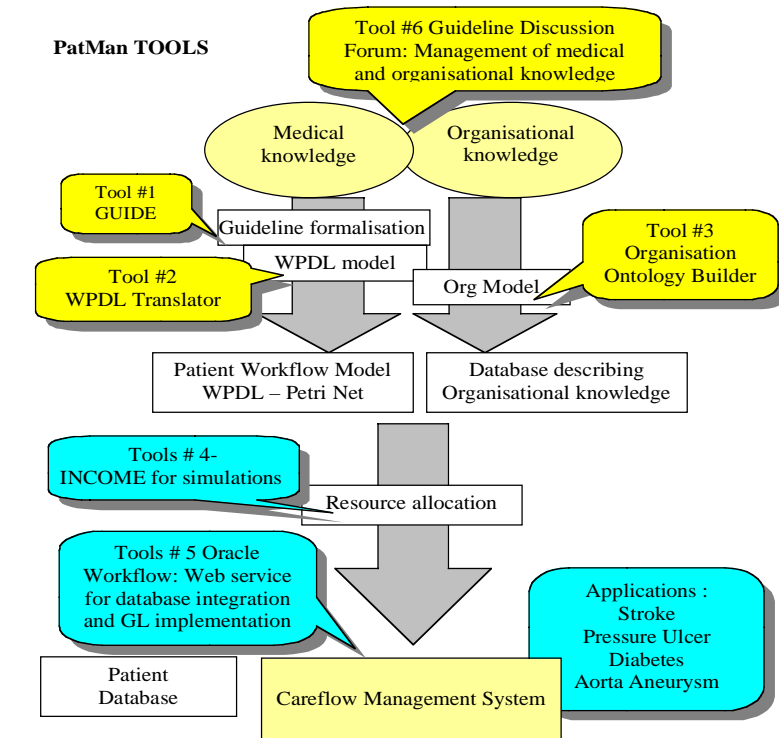 PatMan TOOLS
Tool #6 Guideline Discussion
Forum: Management of medical
and organisational knowledge
Medical
knowledge
Organisational
knowledge
Tool #1
GUIDE
Guideline formalisation
WPDL model
Tool #2
WPDL Translator
Tool #3
Organisation
Ontology Builder
Org Model
Patient Workflow Model
WPDL – Petri Net
Database describing
Organisational knowledge
Tools # 4-
INCOME for simulations
Resource allocation
Tools # 5 Oracle
Workflow: Web service
for database integration
and GL implementation
Applications :
Stroke
Pressure Ulcer
Diabetes
Aorta Aneurysm
Patient
Database
Careflow Management System